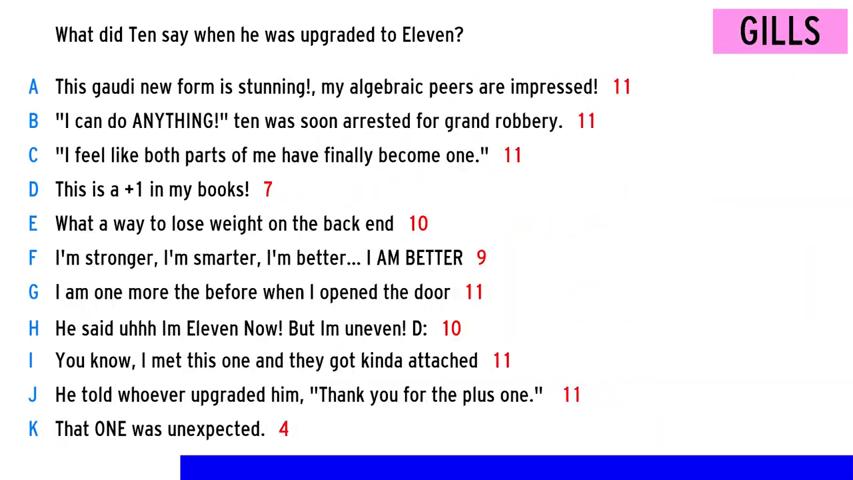 What did Ten say when he was upgraded to Eleven?
GILLS
A This gaudi new form is stunning!, my algebraic peers are impressed! 11
B "I can do ANYTHING!" ten was soon arrested for grand robbery. 11
C "I feel like both parts of me have finally become one." 11
D This is a +1 in my books! 7
E What a way to lose weight on the back end 10
F I'm stronger, I'm smarter, I'm better... I AM BETTER 9
G I am one more the before when I opened the door 11
H He said uhhh Im Eleven Now! But Im uneven! D: 10
I You know, I met this one and they got kinda attached 11
J He told whoever upgraded him, "Thank you for the plus one." 11
K That ONE was unexpected. 4